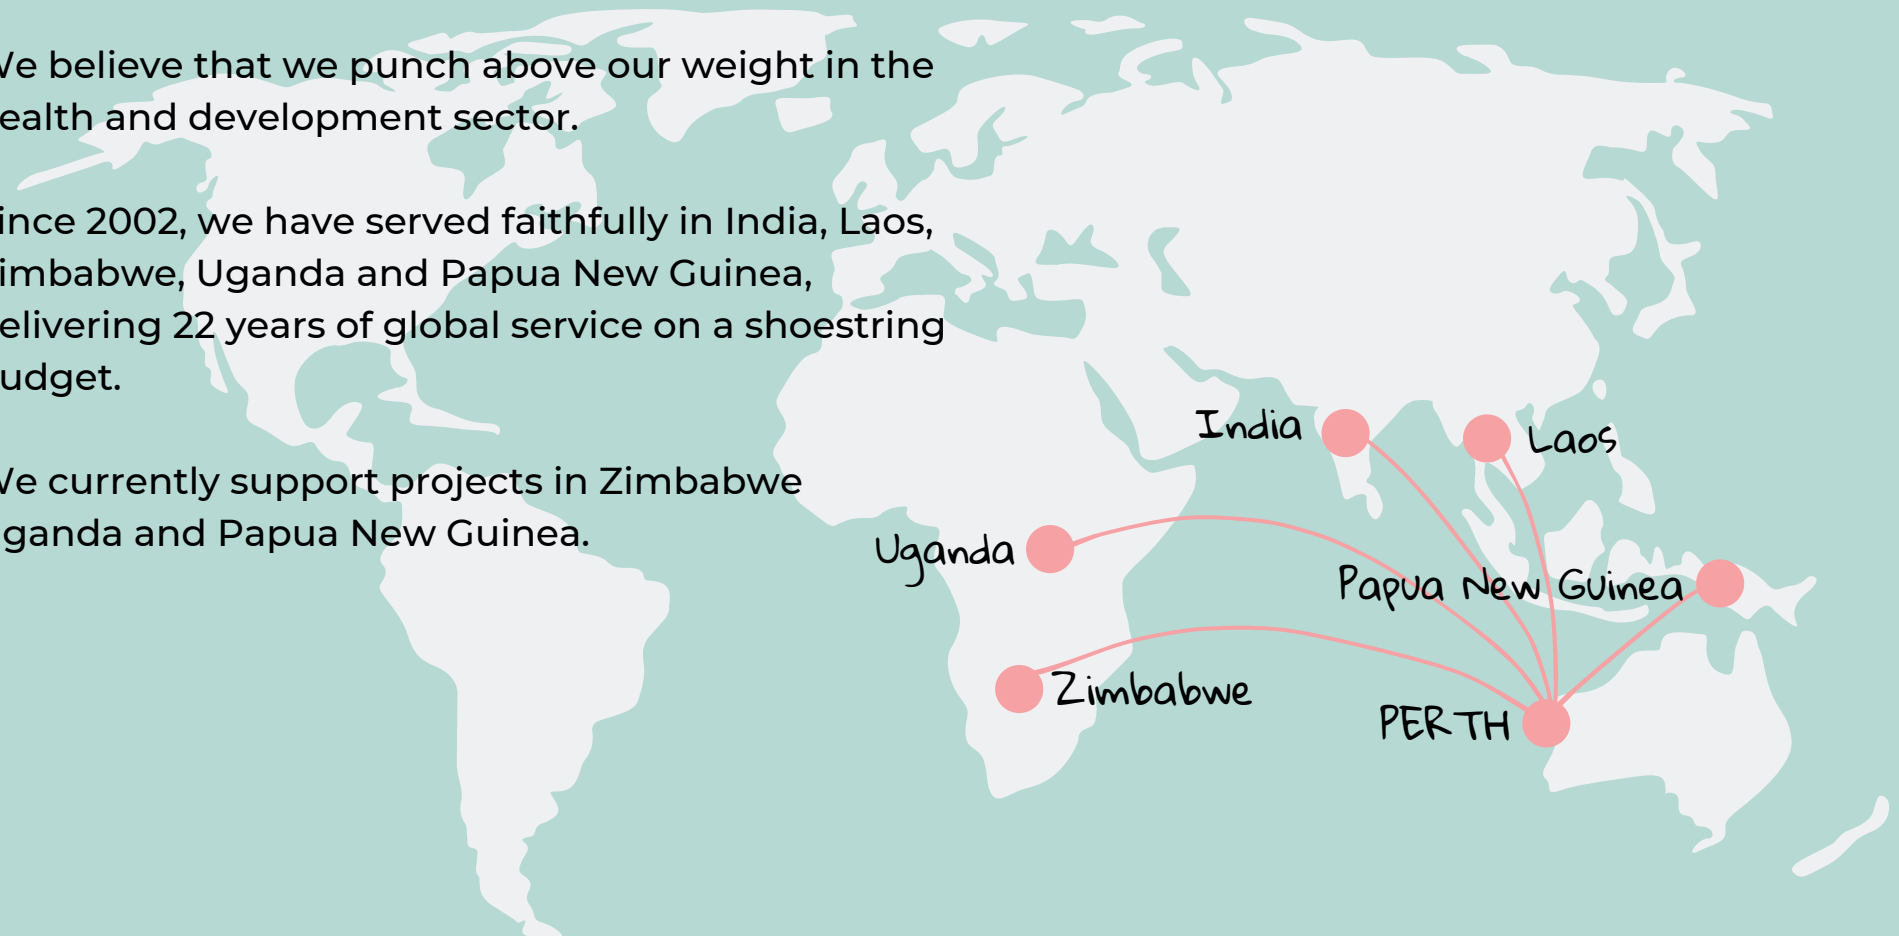 We believe that we punch above our weight in the
ealth and development sector.
ince 2002, we have served faithfully in India, Laos,
imbabwe, Uganda and Papua New Guinea,
elivering 22 years of global service on a shoestring
udget.
We currently support projects in Zimbabwe
ganda and Papua New Guinea.
India
Laos
Uganda
Papua New Guinea
Zimbabwe
PERTH